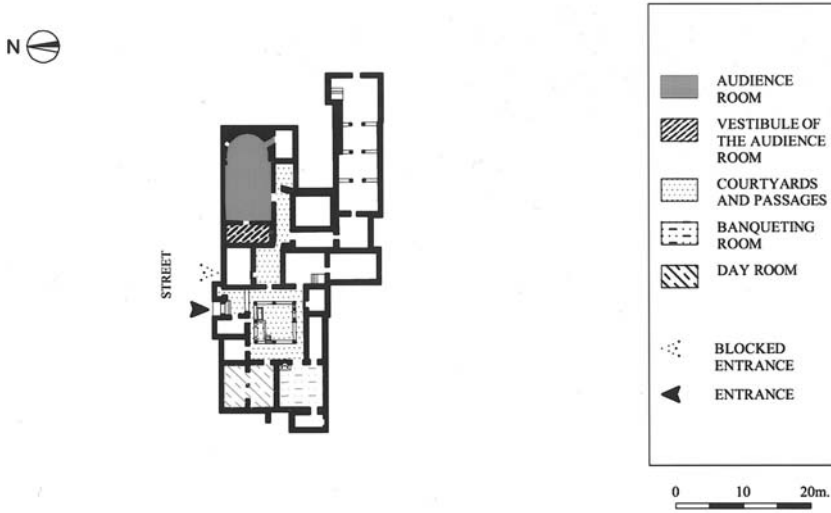 N
STREET
AUDIENCE
ROOM
VESTIBULE OF
THE AUDIENCE
ROOM
COURTYARDS
AND PASSAGES
BANQUETING
ROOM
DAY ROOM
BLOCKED
ENTRANCE
ENTRANCE
0 10 20m.